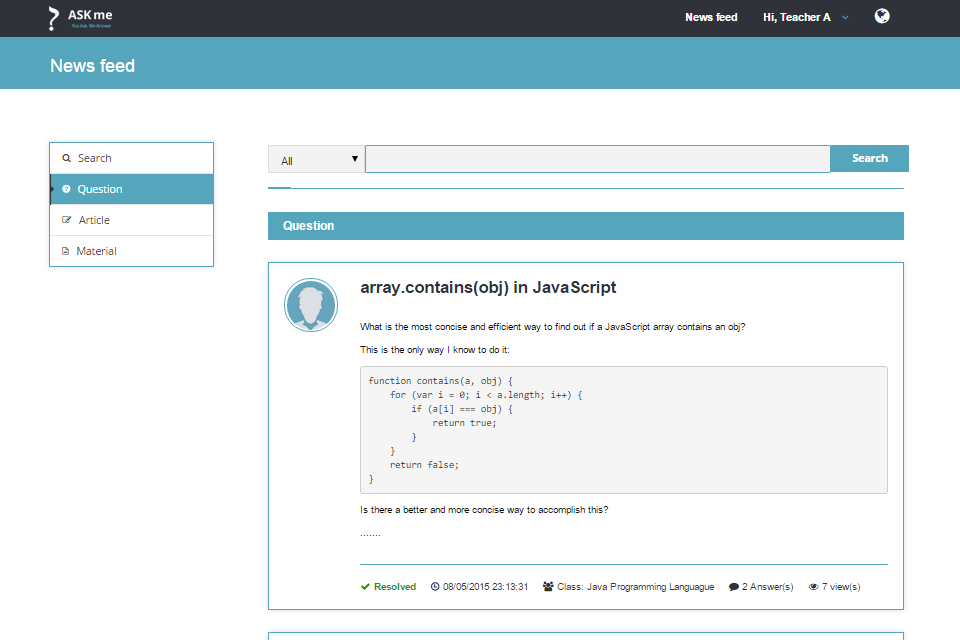 ASK me
You Ask, We Answer
News feed
Hi, Teacher A
News feed
Search
Question
Article
Material
All
Search
Question
array.contains(obj) in JavaScript
What is the most concise and efficient way to find out if a JavaScript array contains an obj?
This is the only way I know to do it:
function contains(a, obj) {
    for (var i = 0; i < a.length; i++) {
        if (a[i] === obj) {
            return true;
        }
    }
    return false;
}
Is there a better and more concise way to accomplish this?
.......
Resolved 08/05/2015 23:13:31 Class: Java Programming Languague 2 Answer(s) 7 view(s)